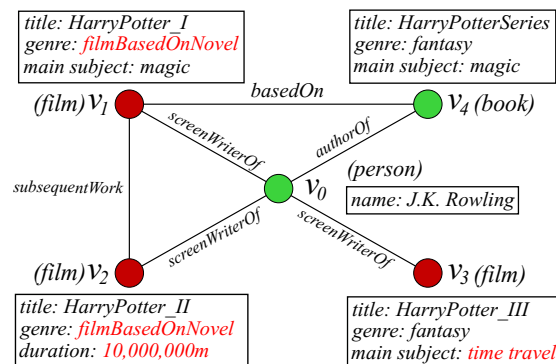 title: HarryPotter_I
genre: filmBasedOnNovel
main subject: magic
title: HarryPotterSeries
genre: fantasy
main subject: magic
(film) v1
basedOn
v4 (book)
screenWriterOf
authorOf
subsequentWork
v0
(person)
name: J.K. Rowling
screenWriterOf
screenWriterOf
(film) v2
v3 (film)
title: HarryPotter_II
genre: filmBasedOnNovel
duration: 10,000,000m
title: HarryPotter_III
genre: fantasy
main subject: time travel